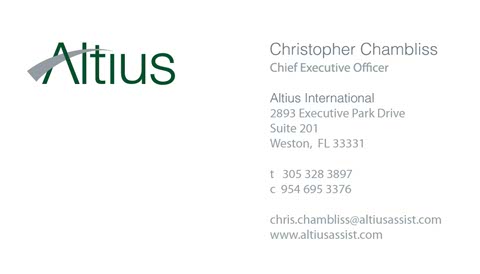 Altius
Christopher Chambliss
Chief Executive Officer
Altius International
2893 Executive Park Drive
Suite 201
Weston, FL 33331
t 305 328 3897
c 954 695 3376
chris.chambliss@altiusassist.com
www.altiusassist.com